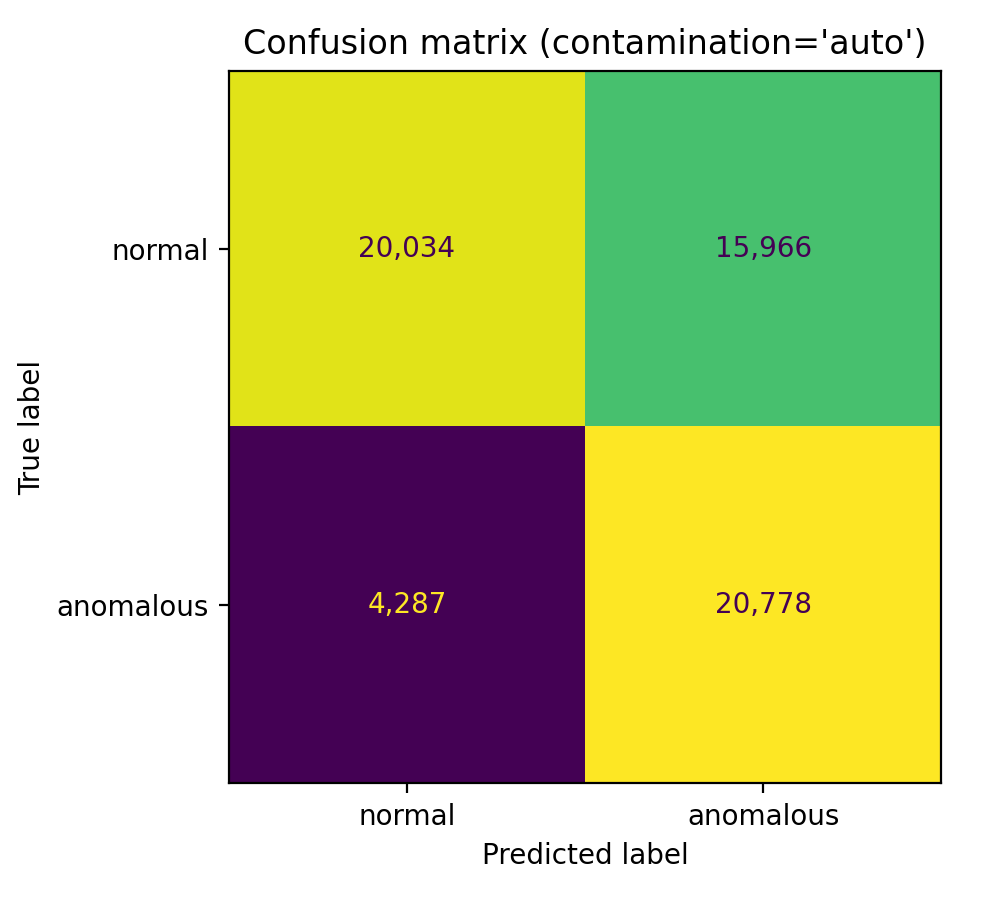 Confusion matrix (contamination='auto')
True label
normal
20,034
15,966
anomalous
4,287
20,778
normal
anomalous
Predicted label